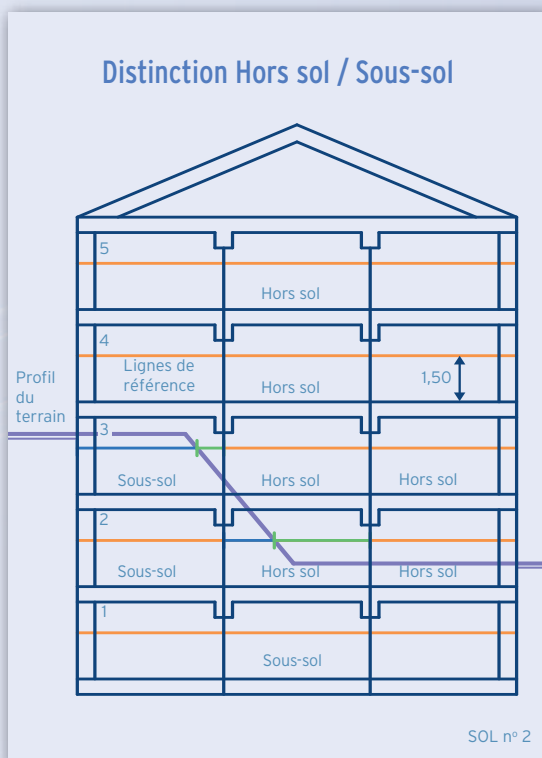 Distinction Hors sol / Sous-sol
5
Hors sol
4
Lignes de
référence
Hors sol
1,50
Profil
du
terrain
3
Sous-sol
Hors sol
Hors sol
2
Sous-sol
Hors sol
Hors sol
1
Sous-sol
SOL nº 2